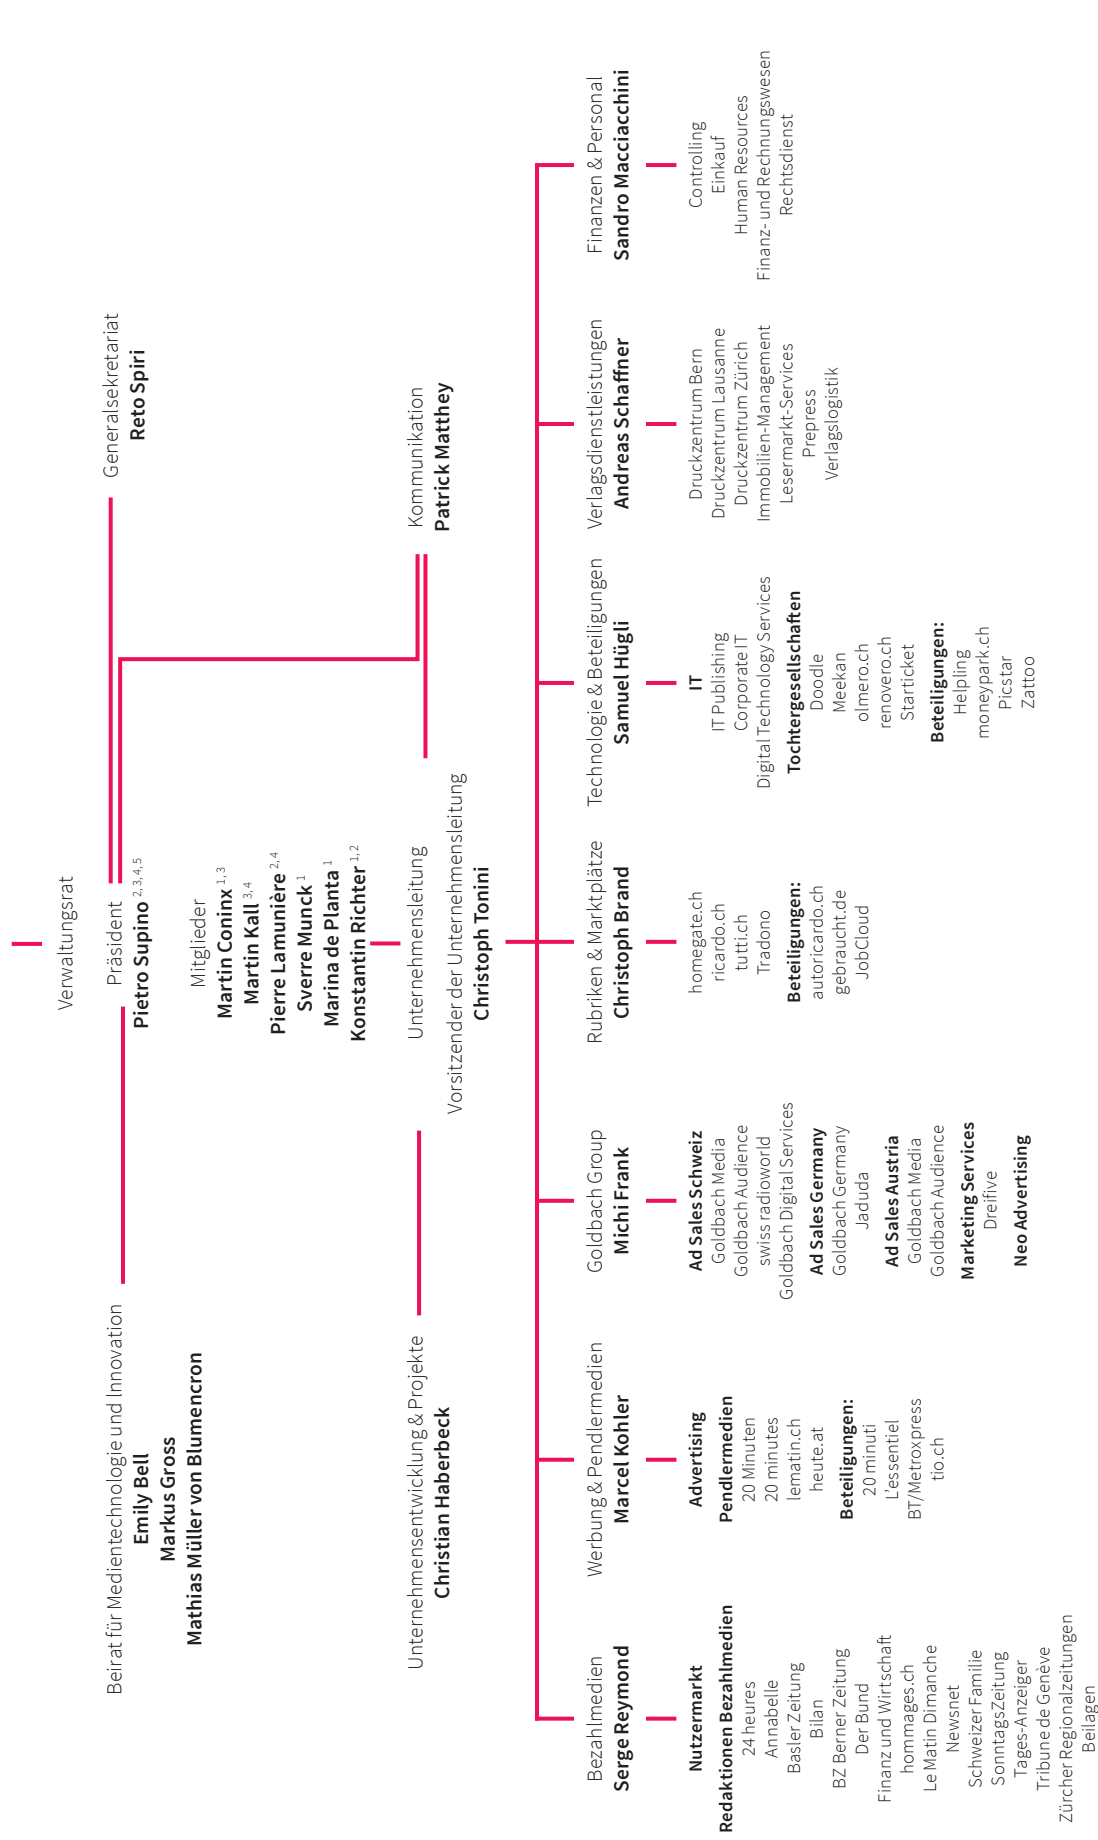 Verwaltungsrat
Beirat für Medientechnologie und Innovation
Emily Bell
Markus Gross
Mathias Müller von Blumencron
Präsident
Pietro Supino 2, 3, 4, 5
Generalsekretariat
Reto Spiri
Mitglieder
Martin Coninx 1, 3
Martin Kall 3, 4
Pierre Lamunière 2, 4
Sverre Munck 1
Marina de Planta 1
Konstantin Richter 1, 2
Unternehmensentwicklung & Projekte
Christian Haberbeck
Unternehmensleitung
Vorsitzender der Unternehmensleitung
Christoph Tonini
Kommunikation
Patrick Matthey
Bezahlmedien
Serge Reymond
Nutzermarkt
Redaktionen Bezahlmedien
24 heures
Annabelle
Basler Zeitung
Bilan
BZ Berner Zeitung
Der Bund
Finanz und Wirtschaft
hommages.ch
Le Matin Dimanche
Newsnet
Schweizer Familie
SonntagsZeitung
Tages-Anzeiger
Tribune de Genève
Zürcher Regionalzeitungen
Beilagen
Werbung & Pendlermedien
Marcel Kohler
Advertising
Pendlermedien
20 Minuten
20 minutes
lematin.ch
heute.at
Beteiligungen:
20 minuti
L'essentiel
BT/Metroxpress
tio.ch
Goldbach Group
Michi Frank
Ad Sales Schweiz
Goldbach Media
Goldbach Audience
swiss radioworld
Goldbach Digital Services
Ad Sales Germany
Goldbach Germany
Jaduda
Ad Sales Austria
Goldbach Media
Goldbach Audience
Marketing Services
Dreifive
Neo Advertising
Rubriken & Marktplätze
Christoph Brand
homegate.ch
ricardo.ch
tutti.ch
Tradono
Beteiligungen:
autoricardo.ch
gebraucht.de
JobCloud
Technologie & Beteiligungen
Samuel Hügli
IT
IT Publishing
Corporate IT
Digital Technology Services
Tochtergesellschaften
Doodle
Meekan
olmero.ch
renovero.ch
Starticket
Beteiligungen:
Helpling
moneypark.ch
Picstar
Zattoo
Verlagsdienstleistungen
Andreas Schaffner
Druckzentrum Bern
Druckzentrum Lausanne
Druckzentrum Zürich
Immobilien-Management
Lesermarkt-Services
Prepress
Verlagslogistik
Finanzen & Personal
Sandro Macciacchini
Controlling
Einkauf
Human Resources
Finanz- und Rechnungswesen
Rechtsdienst